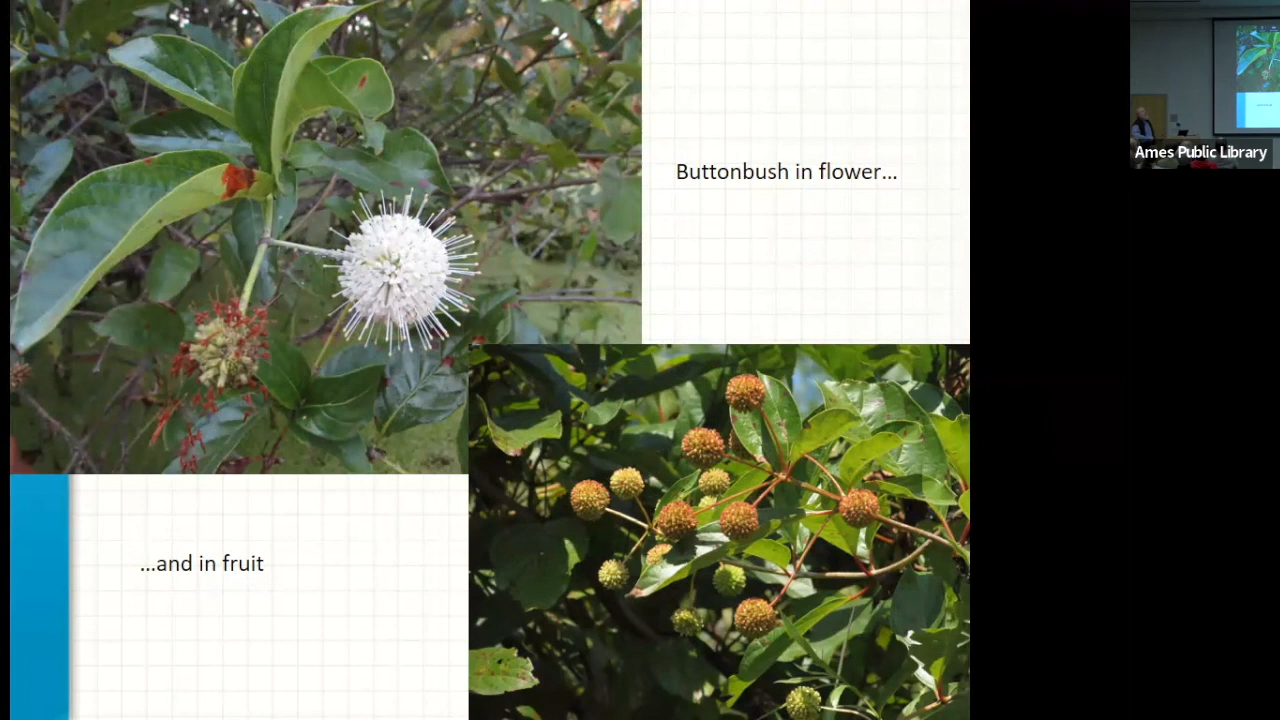 Buttonbush in flower...
Ames Public Library
...and in fruit